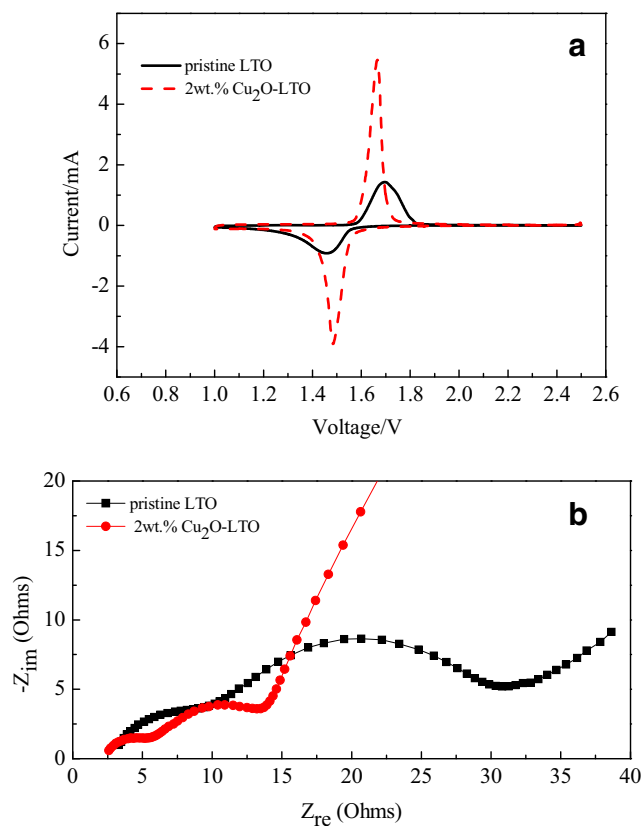 a
pristine LTO
2wt.% Cu₂O-LTO
6
4
2
0
-2
-4
Current/mA
0.6 0.8 1.0 1.2 1.4 1.6 1.8 2.0 2.2 2.4 2.6
Voltage/V
b
pristine LTO
2wt.% Cu₂O-LTO
20
15
10
5
0
-Z_im (Ohms)
0 5 10 15 20 25 30 35 40
Z_re (Ohms)